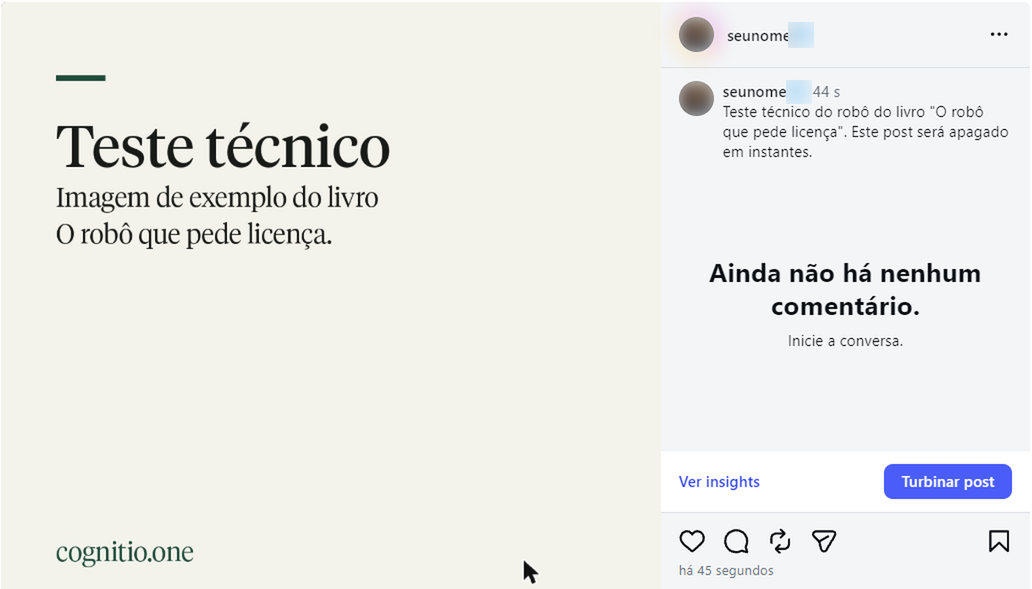 Teste técnico
Imagem de exemplo do livro
O robô que pede licença.
cognitio.one
seunome
seunome 44 s
Teste técnico do robô do livro “O robô
que pede licença”. Este post será apagado
em instantes.
Ainda não há nenhum
comentário.
Inicie a conversa.
Ver insights
Turbinar post
há 45 segundos